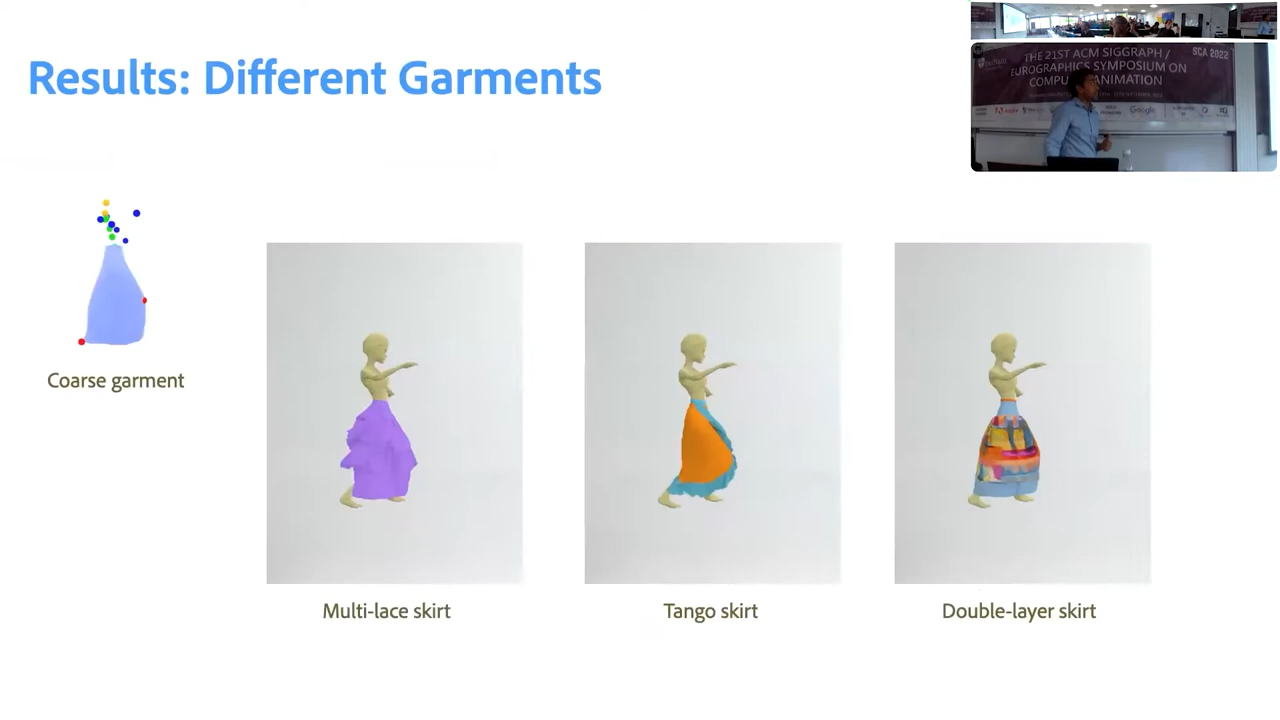 Results: Different Garments
THE 21ST ACM SIGGRAPH /
SCA 2022
EUROGRAPHICS SYMPOSIUM ON
Google
Coarse garment
Multi-lace skirt
Tango skirt
Double-layer skirt